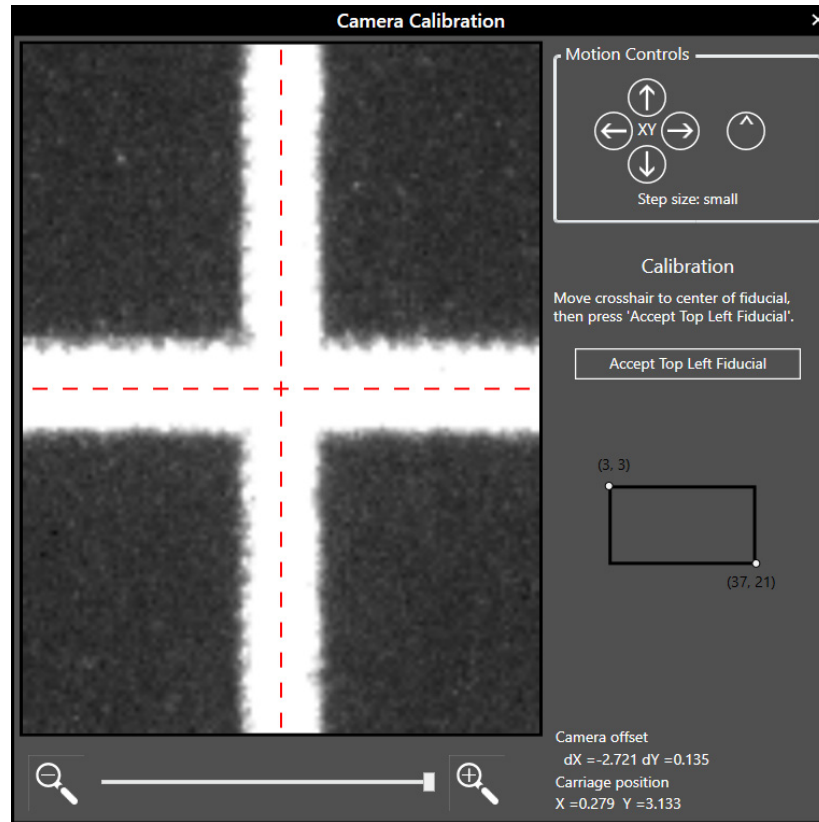 Camera Calibration
Motion Controls
XY
Step size: small
Calibration
Move crosshair to center of fiducial,
then press 'Accept Top Left Fiducial'.
Accept Top Left Fiducial
(3, 3)
(37, 21)
Camera offset
dX =-2.721 dY =0.135
Carriage position
X =0.279 Y =3.133